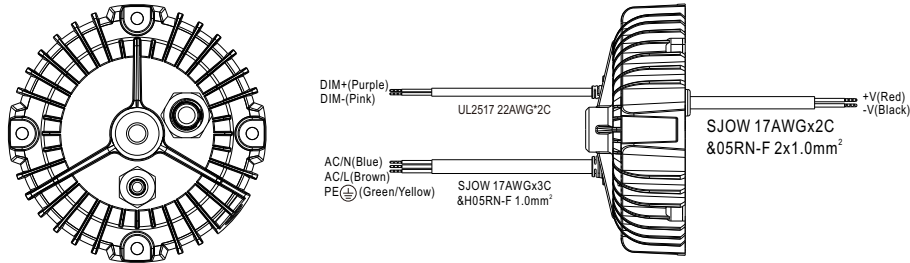 DIM+(Purple)
DIM-(Pink)
UL2517 22AWG*2C
AC/N(Blue)
AC/L(Brown)
PE⏚(Green/Yellow)
SJOW 17AWGx3C
&H05RN-F 1.0mm²
+V(Red)
-V(Black)
SJOW 17AWGx2C
&05RN-F 2x1.0mm²